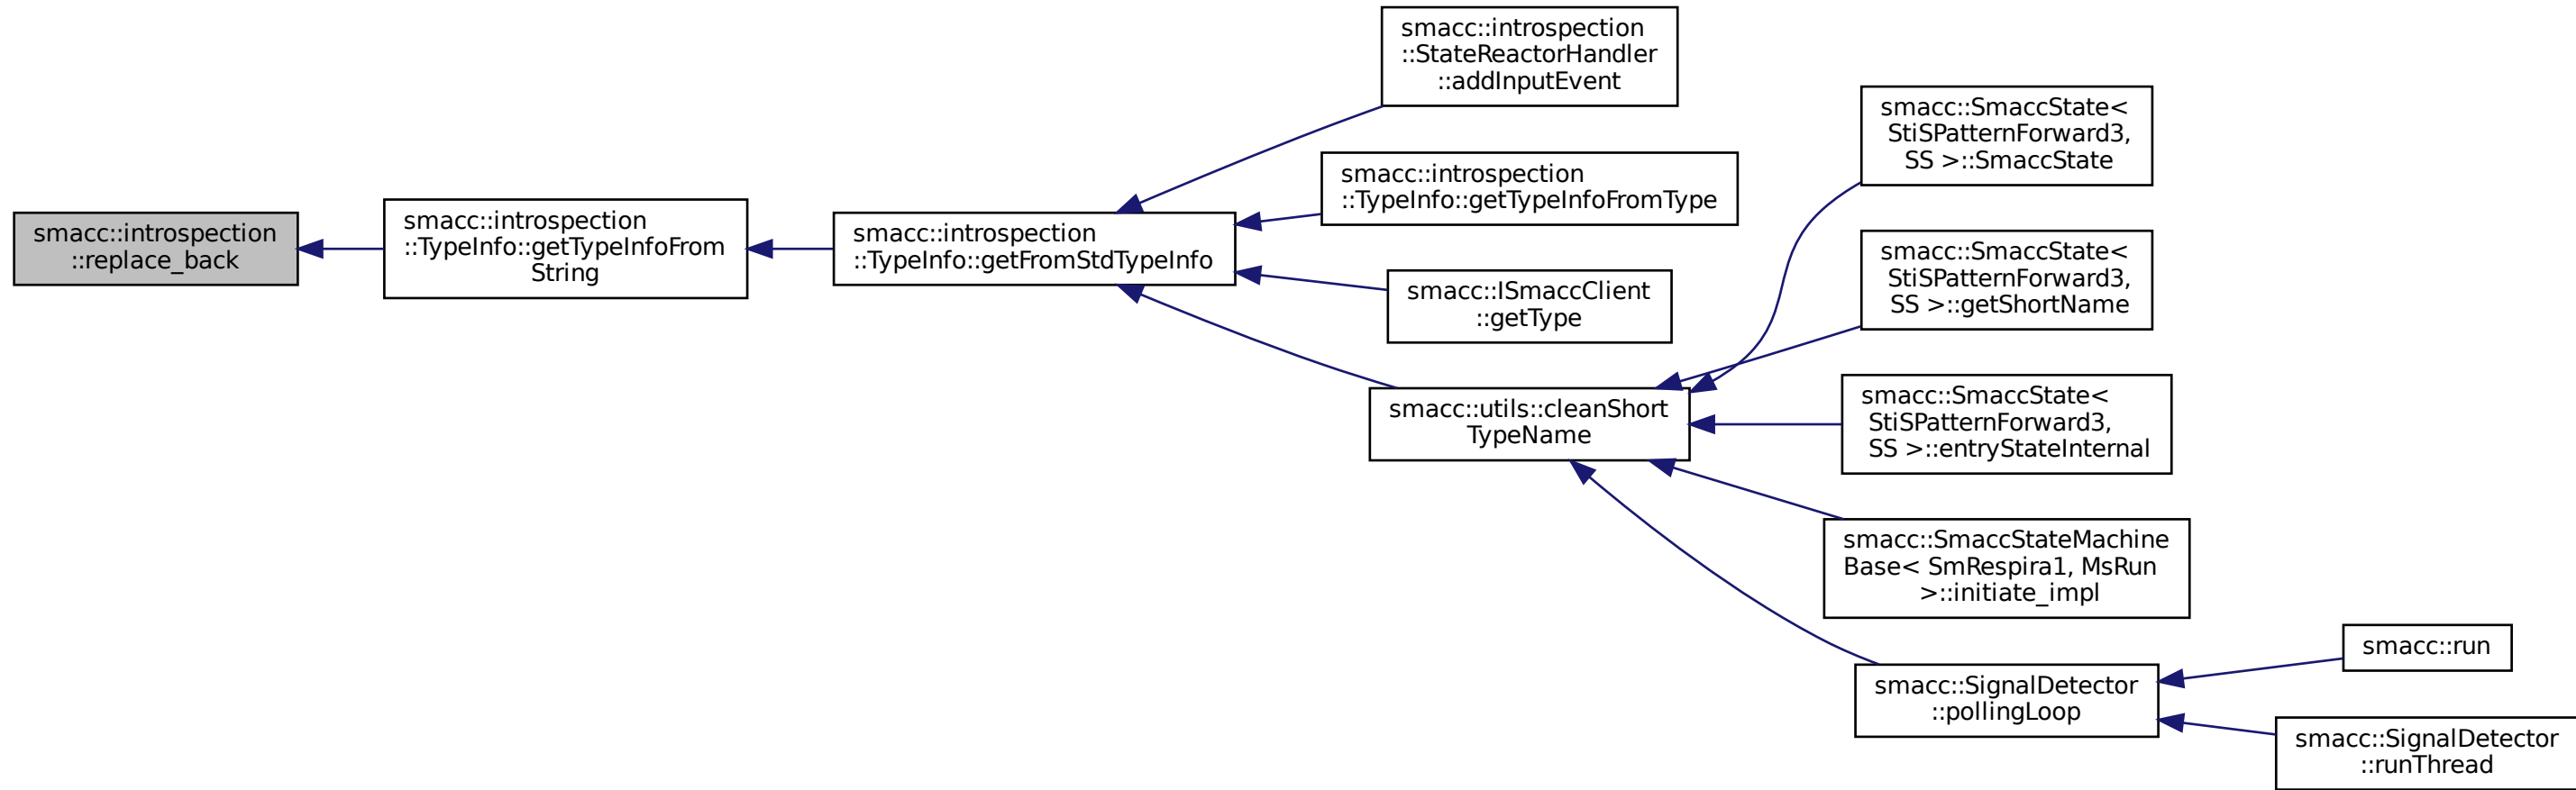 smacc::introspection
::replace_back
smacc::introspection
::TypeInfo::getTypeInfoFrom
String
smacc::introspection
::TypeInfo::getFromStdTypeInfo
smacc::introspection
::StateReactorHandler
::addInputEvent
smacc::introspection
::TypeInfo::getTypeInfoFromType
smacc::ISmaccClient
::getType
smacc::utils::cleanShort
TypeName
smacc::SmaccState<
StiSPatternForward3,
SS >::SmaccState
smacc::SmaccState<
StiSPatternForward3,
SS >::getShortName
smacc::SmaccState<
StiSPatternForward3,
SS >::entryStateInternal
smacc::SmaccStateMachine
Base< SmRespira1, MsRun
>::initiate_impl
smacc::SignalDetector
::pollingLoop
smacc::run
smacc::SignalDetector
::runThread